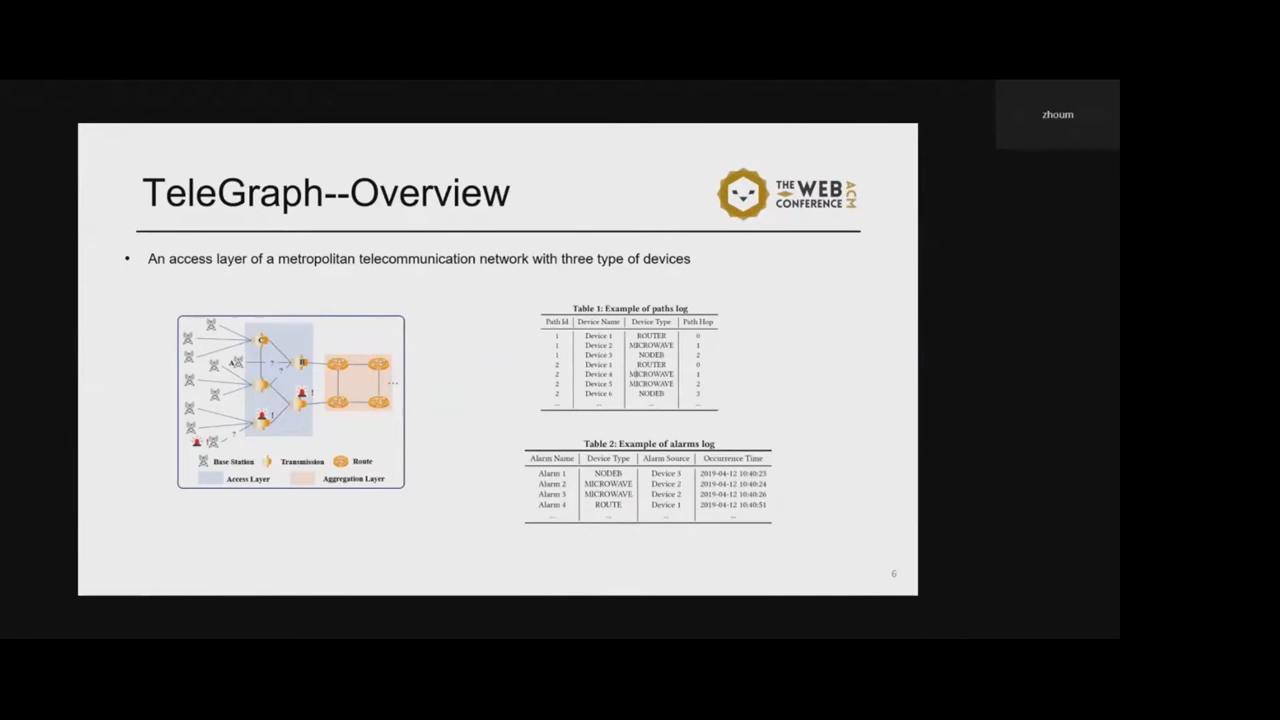 zhoum
TeleGraph--Overview
THE WEB CONFERENCE ACM
• An access layer of a metropolitan telecommunication network with three type of devices
C
A
?
B
?
!
!
!
?
...
Base Station Transmission Route
Access Layer Aggregation Layer
Table 1: Example of paths log
Path Id Device Name Device Type Path Hop
1 Device 1 ROUTER 0
1 Device 2 MICROWAVE 1
1 Device 3 NODEB 2
2 Device 1 ROUTER 0
2 Device 4 MICROWAVE 1
2 Device 5 MICROWAVE 2
2 Device 6 NODEB 3
... ... ... ...
Table 2: Example of alarms log
Alarm Name Device Type Alarm Source Occurrence Time
Alarm 1 NODEB Device 3 2019-04-12 10:40:23
Alarm 2 MICROWAVE Device 2 2019-04-12 10:40:24
Alarm 3 MICROWAVE Device 2 2019-04-12 10:40:26
Alarm 4 ROUTE Device 1 2019-04-12 10:40:51
... ... ... ...
6